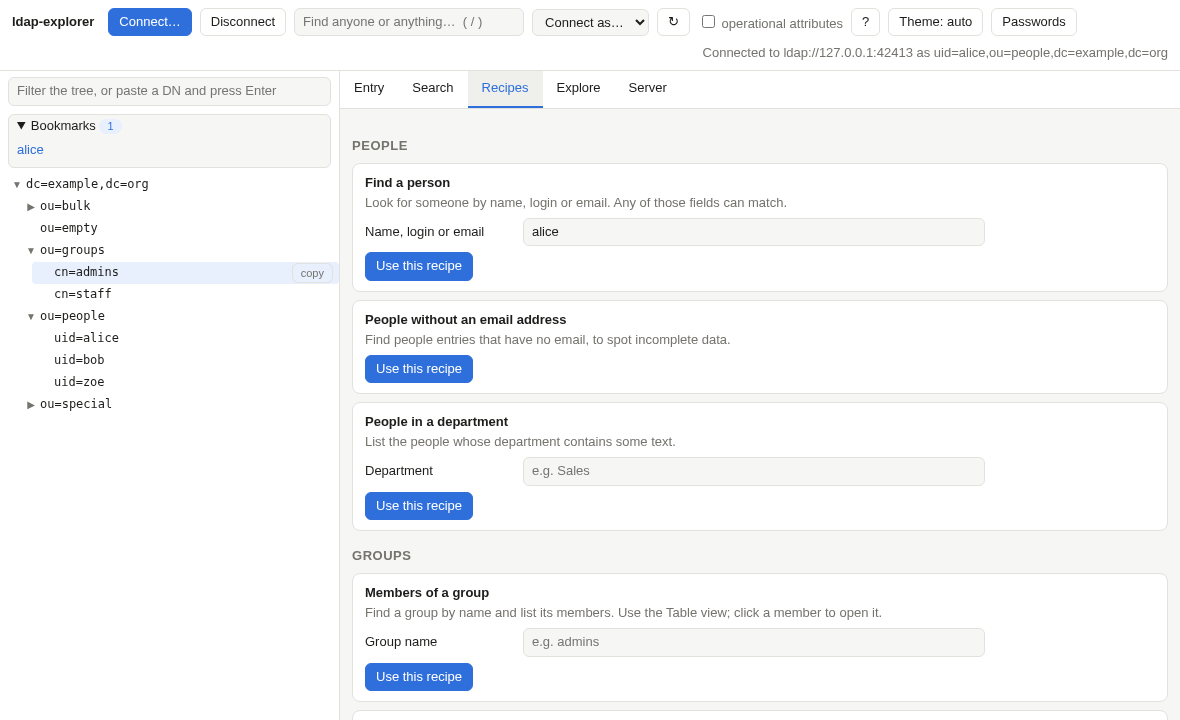 ldap-explorer Connect… Disconnect Find anyone or anything… ( / ) Connect as… ↻ operational attributes ? Theme: auto Passwords
Connected to ldap://127.0.0.1:42413 as uid=alice,ou=people,dc=example,dc=org
Filter the tree, or paste a DN and press Enter
▼ Bookmarks 1
alice
▼ dc=example,dc=org
▶ ou=bulk
ou=empty
▼ ou=groups
cn=admins copy
cn=staff
▼ ou=people
uid=alice
uid=bob
uid=zoe
▶ ou=special
Entry Search Recipes Explore Server
PEOPLE
Find a person
Look for someone by name, login or email. Any of those fields can match.
Name, login or email alice
Use this recipe
People without an email address
Find people entries that have no email, to spot incomplete data.
Use this recipe
People in a department
List the people whose department contains some text.
Department e.g. Sales
Use this recipe
GROUPS
Members of a group
Find a group by name and list its members. Use the Table view; click a member to open it.
Group name e.g. admins
Use this recipe